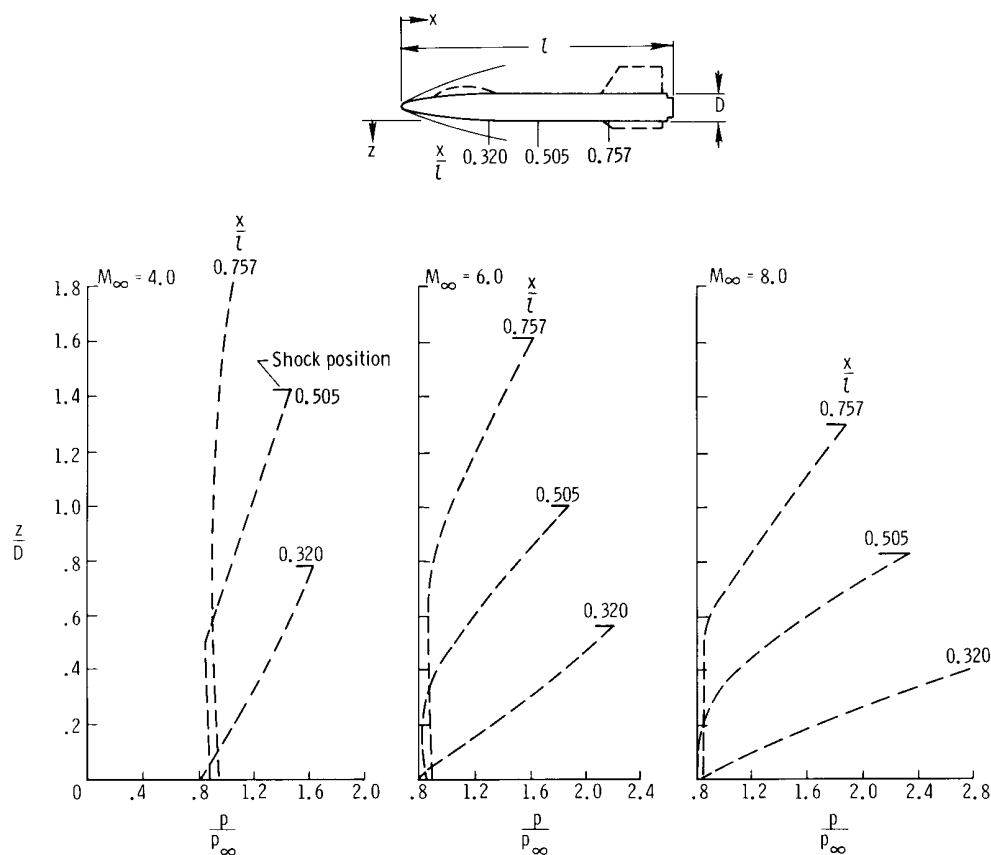 x
l
D
z
x/l 0.320 0.505 0.757
x/l
0.757
M∞ = 4.0
1.8
1.6
1.4
1.2
1.0
.8
.6
.4
.2
0
z/D
Shock position
0.505
0.320
.4 .8 1.2 1.6 2.0
p/p∞
M∞ = 6.0
x/l
0.757
0.505
0.320
.8 1.2 1.6 2.0 2.4
p/p∞
M∞ = 8.0
x/l
0.757
0.505
0.320
.8 1.2 1.6 2.0 2.4 2.8
p/p∞